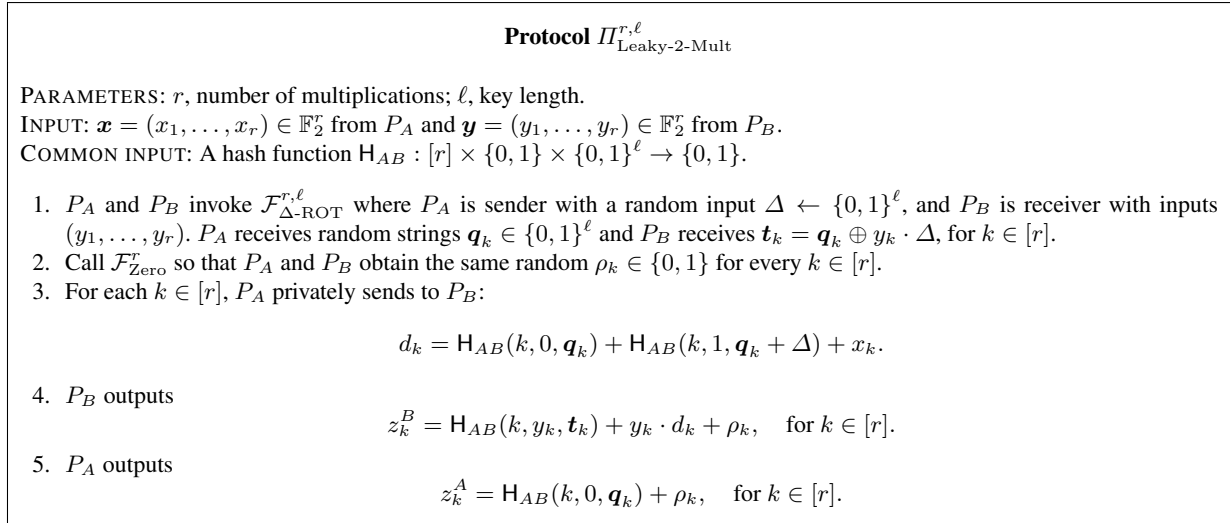 Protocol Π^{r,ℓ}_{Leaky-2-Mult}
PARAMETERS: r, number of multiplications; ℓ, key length.
INPUT: x = (x_1, . . . , x_r) ∈ 𝔽_2^r from P_A and y = (y_1, . . . , y_r) ∈ 𝔽_2^r from P_B.
COMMON INPUT: A hash function H_{AB} : [r] × {0, 1} × {0, 1}^ℓ → {0, 1}.
1. P_A and P_B invoke ℱ^{r,ℓ}_{Δ-ROT} where P_A is sender with a random input Δ ← {0, 1}^ℓ, and P_B is receiver with inputs
(y_1, . . . , y_r). P_A receives random strings q_k ∈ {0, 1}^ℓ and P_B receives t_k = q_k ⊕ y_k · Δ, for k ∈ [r].
2. Call ℱ^r_{Zero} so that P_A and P_B obtain the same random ρ_k ∈ {0, 1} for every k ∈ [r].
3. For each k ∈ [r], P_A privately sends to P_B:
d_k = H_{AB}(k, 0, q_k) + H_{AB}(k, 1, q_k + Δ) + x_k.
4. P_B outputs
z_k^B = H_{AB}(k, y_k, t_k) + y_k · d_k + ρ_k, for k ∈ [r].
5. P_A outputs
z_k^A = H_{AB}(k, 0, q_k) + ρ_k, for k ∈ [r].